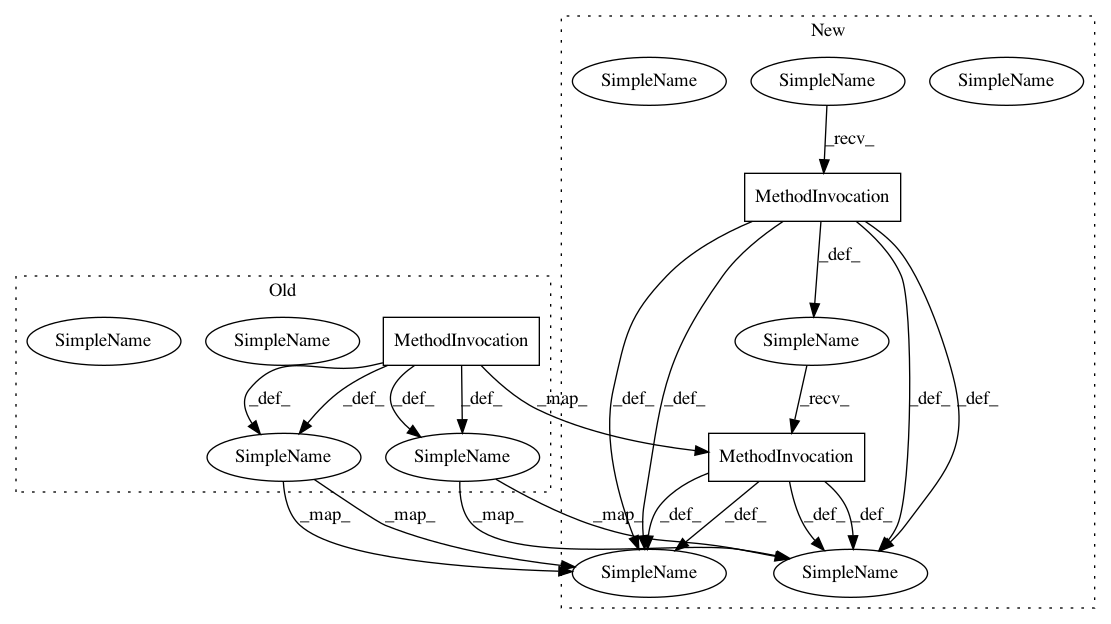 New
SimpleName SimpleName SimpleName
_recv_
MethodInvocation
_def_
Old
SimpleName SimpleName MethodInvocation SimpleName
_def_ _def_ _def_ _def_ _map_ _def_ _def_ _recv_ _def_ _def_
SimpleName SimpleName MethodInvocation
_map_ _map_ _map_ _map_ _def_ _def_ _def_ _def_
SimpleName SimpleName